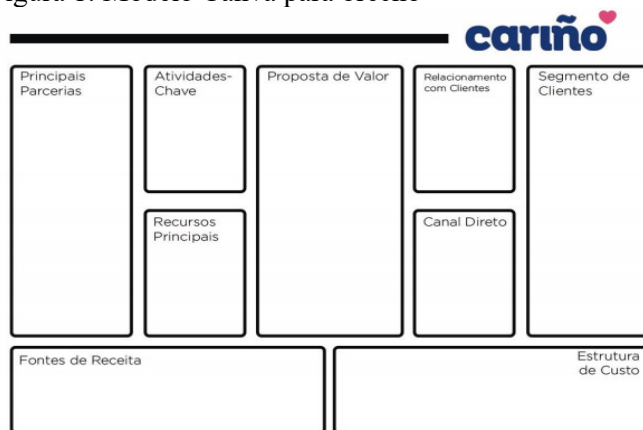 cariño
Principais
Parcerias
Atividades-
Chave
Proposta de Valor
Relacionamento
com Clientes
Segmento de
Clientes
Recursos
Principais
Canal Direto
Fontes de Receita
Estrutura
de Custo